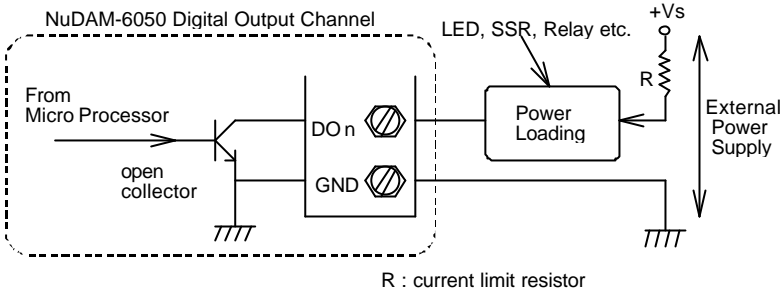 NuDAM-6050 Digital Output Channel
+Vs
LED, SSR, Relay etc.
R
From
Micro Processor
DO n
Power
Loading
External
Power
Supply
open
collector
GND
R : current limit resistor